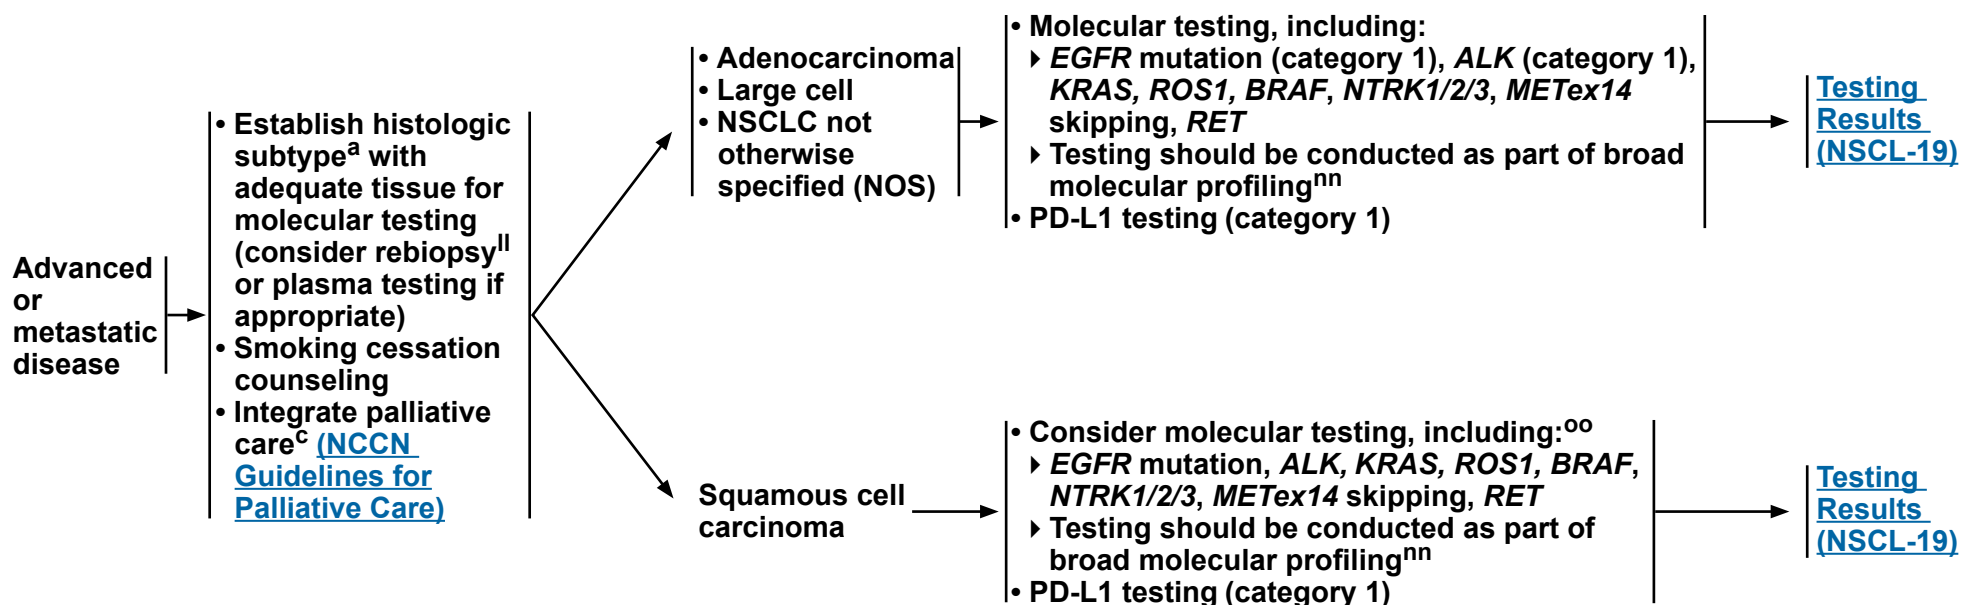 Advanced
or
metastatic
disease
• Establish histologic
subtypeᵃ with
adequate tissue for
molecular testing
(consider rebiopsyˡˡ
or plasma testing if
appropriate)
• Smoking cessation
counseling
• Integrate palliative
careᶜ (NCCN
Guidelines for
Palliative Care)
• Adenocarcinoma
• Large cell
• NSCLC not
otherwise
specified (NOS)
• Molecular testing, including:
▸ EGFR mutation (category 1), ALK (category 1),
KRAS, ROS1, BRAF, NTRK1/2/3, METex14
skipping, RET
▸ Testing should be conducted as part of broad
molecular profilingⁿⁿ
• PD-L1 testing (category 1)
Testing
Results
(NSCL-19)
Squamous cell
carcinoma
• Consider molecular testing, including:ᵒᵒ
▸ EGFR mutation, ALK, KRAS, ROS1, BRAF,
NTRK1/2/3, METex14 skipping, RET
▸ Testing should be conducted as part of
broad molecular profilingⁿⁿ
• PD-L1 testing (category 1)
Testing
Results
(NSCL-19)